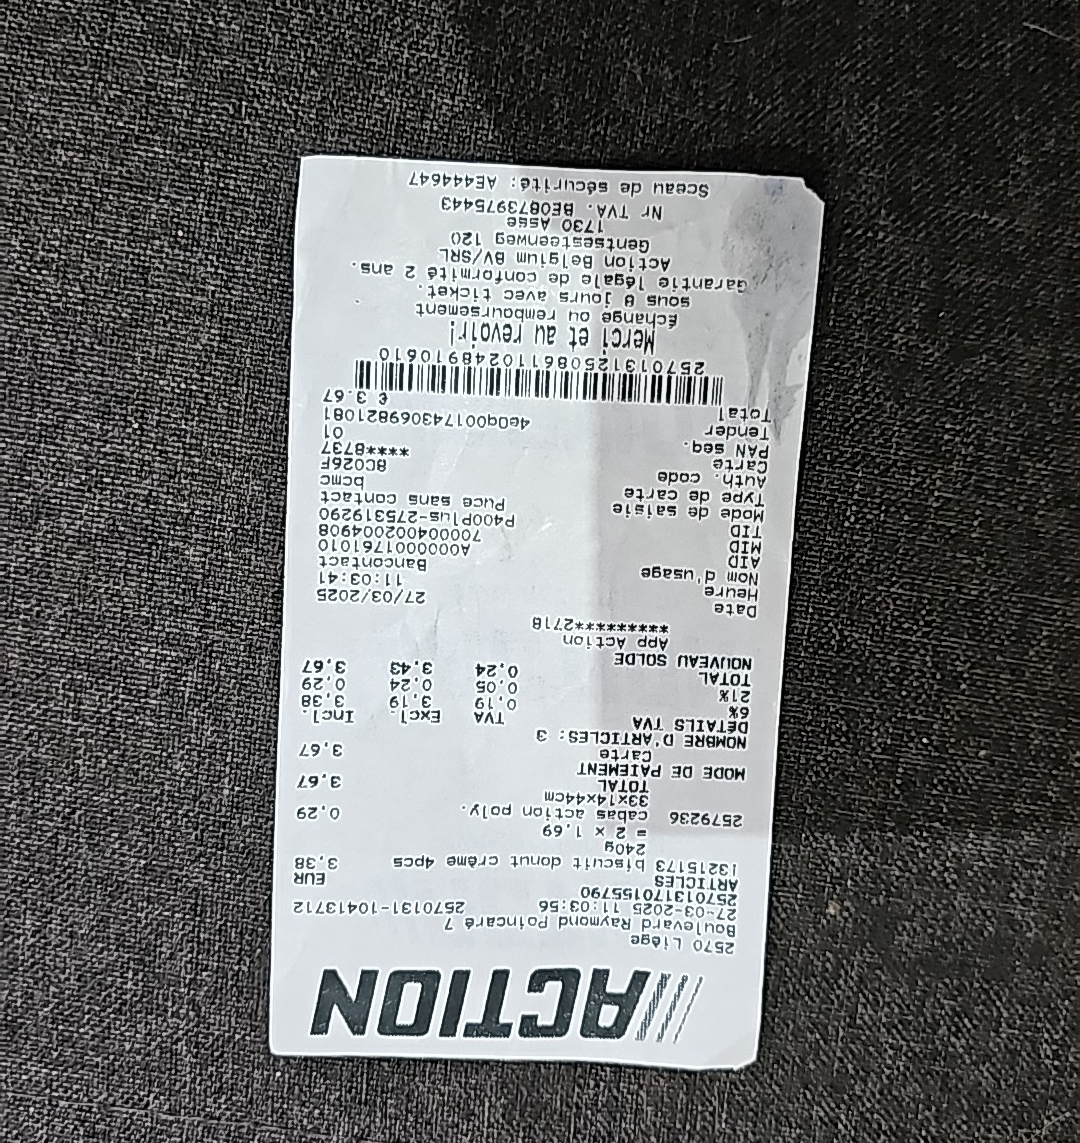 ACTION
2570 Liège
Boulevard Raymond Poincaré 7
27-03-2025 11:03:56 2570131-10413712
2570131170155790
ARTICLES EUR
13215173 biscuit donut crême 4pcs 3,38
240g
= 2 x 1,69
2579236 cabas action poly. 0,29
33x14x44cm
TOTAL 3,67
MODE DE PAIEMENT
Carte 3,67
NOMBRE D'ARTICLES: 3
DÉTAILS TVA TVA Excl. Incl.
6% 0,19 3,19 3,38
21% 0,05 0,24 0,29
TOTAL 0,24 3,43 3,67
NOUVEAU SOLDE
App Action
**********2718
Date 27/03/2025
Heure 11:03:41
Nom d'usage Bancontact
AID A0000001761010
MID 700004002004908
TID P400Plus-275319290
Mode de saisie Puce sans contact
Type de carte bcmc
Auth. code 8C026F
Carte ****8737
PAN seq. 01
Tender 4eQq001743069821081
Total € 3.67
257013125086110248910610
Merci et au revoir!
Échange ou remboursement
sous 8 jours avec ticket.
Garantie légale de conformité 2 ans.
Action Belgium BV/SRL
Gentsesteenweg 120
1730 Asse
Nr TVA. BE0873975443
Sceau de sécurité: AE444647